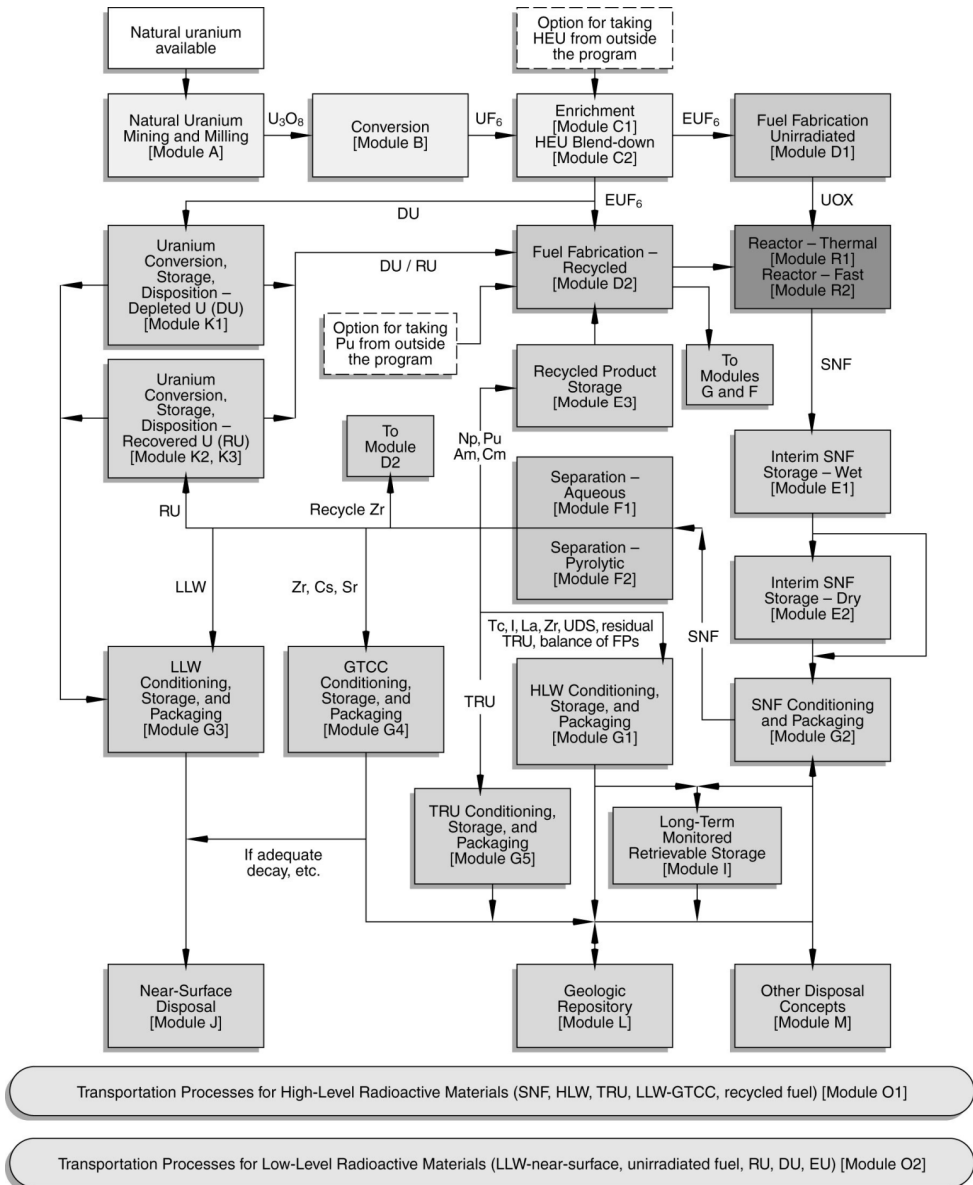 Natural uranium
available
Option for taking
HEU from outside
the program
Natural Uranium
Mining and Milling
[Module A]
U₃O₈
Conversion
[Module B]
UF₆
Enrichment
[Module C1]
HEU Blend-down
[Module C2]
EUF₆
Fuel Fabrication
Unirradiated
[Module D1]
DU
EUF₆
UOX
Uranium
Conversion,
Storage,
Disposition –
Depleted U (DU)
[Module K1]
DU / RU
Fuel Fabrication –
Recycled
[Module D2]
Reactor – Thermal
[Module R1]
Reactor – Fast
[Module R2]
Option for taking
Pu from outside
the program
To
Modules
G and F
SNF
Uranium
Conversion,
Storage,
Disposition –
Recovered U (RU)
[Module K2, K3]
To
Module
D2
Recycled Product
Storage
[Module E3]
Np, Pu
Am, Cm
Interim SNF
Storage – Wet
[Module E1]
RU
Recycle Zr
Separation –
Aqueous
[Module F1]
Separation –
Pyrolytic
[Module F2]
Interim SNF
Storage – Dry
[Module E2]
LLW
Zr, Cs, Sr
Tc, I, La, Zr, UDS, residual
TRU, balance of FPs
SNF
LLW
Conditioning,
Storage, and
Packaging
[Module G3]
GTCC
Conditioning,
Storage, and
Packaging
[Module G4]
TRU
HLW Conditioning,
Storage, and
Packaging
[Module G1]
SNF Conditioning
and Packaging
[Module G2]
If adequate
decay, etc.
TRU Conditioning,
Storage, and
Packaging
[Module G5]
Long-Term
Monitored
Retrievable Storage
[Module I]
Near-Surface
Disposal
[Module J]
Geologic
Repository
[Module L]
Other Disposal
Concepts
[Module M]
Transportation Processes for High-Level Radioactive Materials (SNF, HLW, TRU, LLW-GTCC, recycled fuel) [Module O1]
Transportation Processes for Low-Level Radioactive Materials (LLW-near-surface, unirradiated fuel, RU, DU, EU) [Module O2]